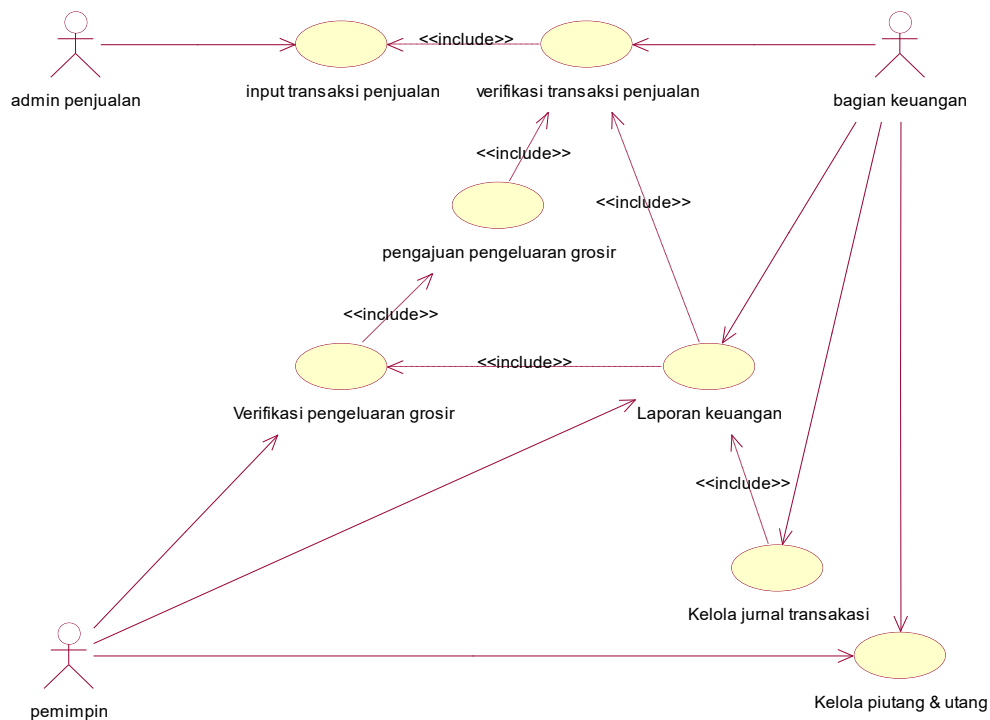 <<include>>
admin penjualan
input transaksi penjualan
verifikasi transaksi penjualan
bagian keuangan
<<include>>
<<include>>
pengajuan pengeluaran grosir
<<include>>
<<include>>
Verifikasi pengeluaran grosir
Laporan keuangan
<<include>>
Kelola jurnal transakasi
Kelola piutang & utang
pemimpin